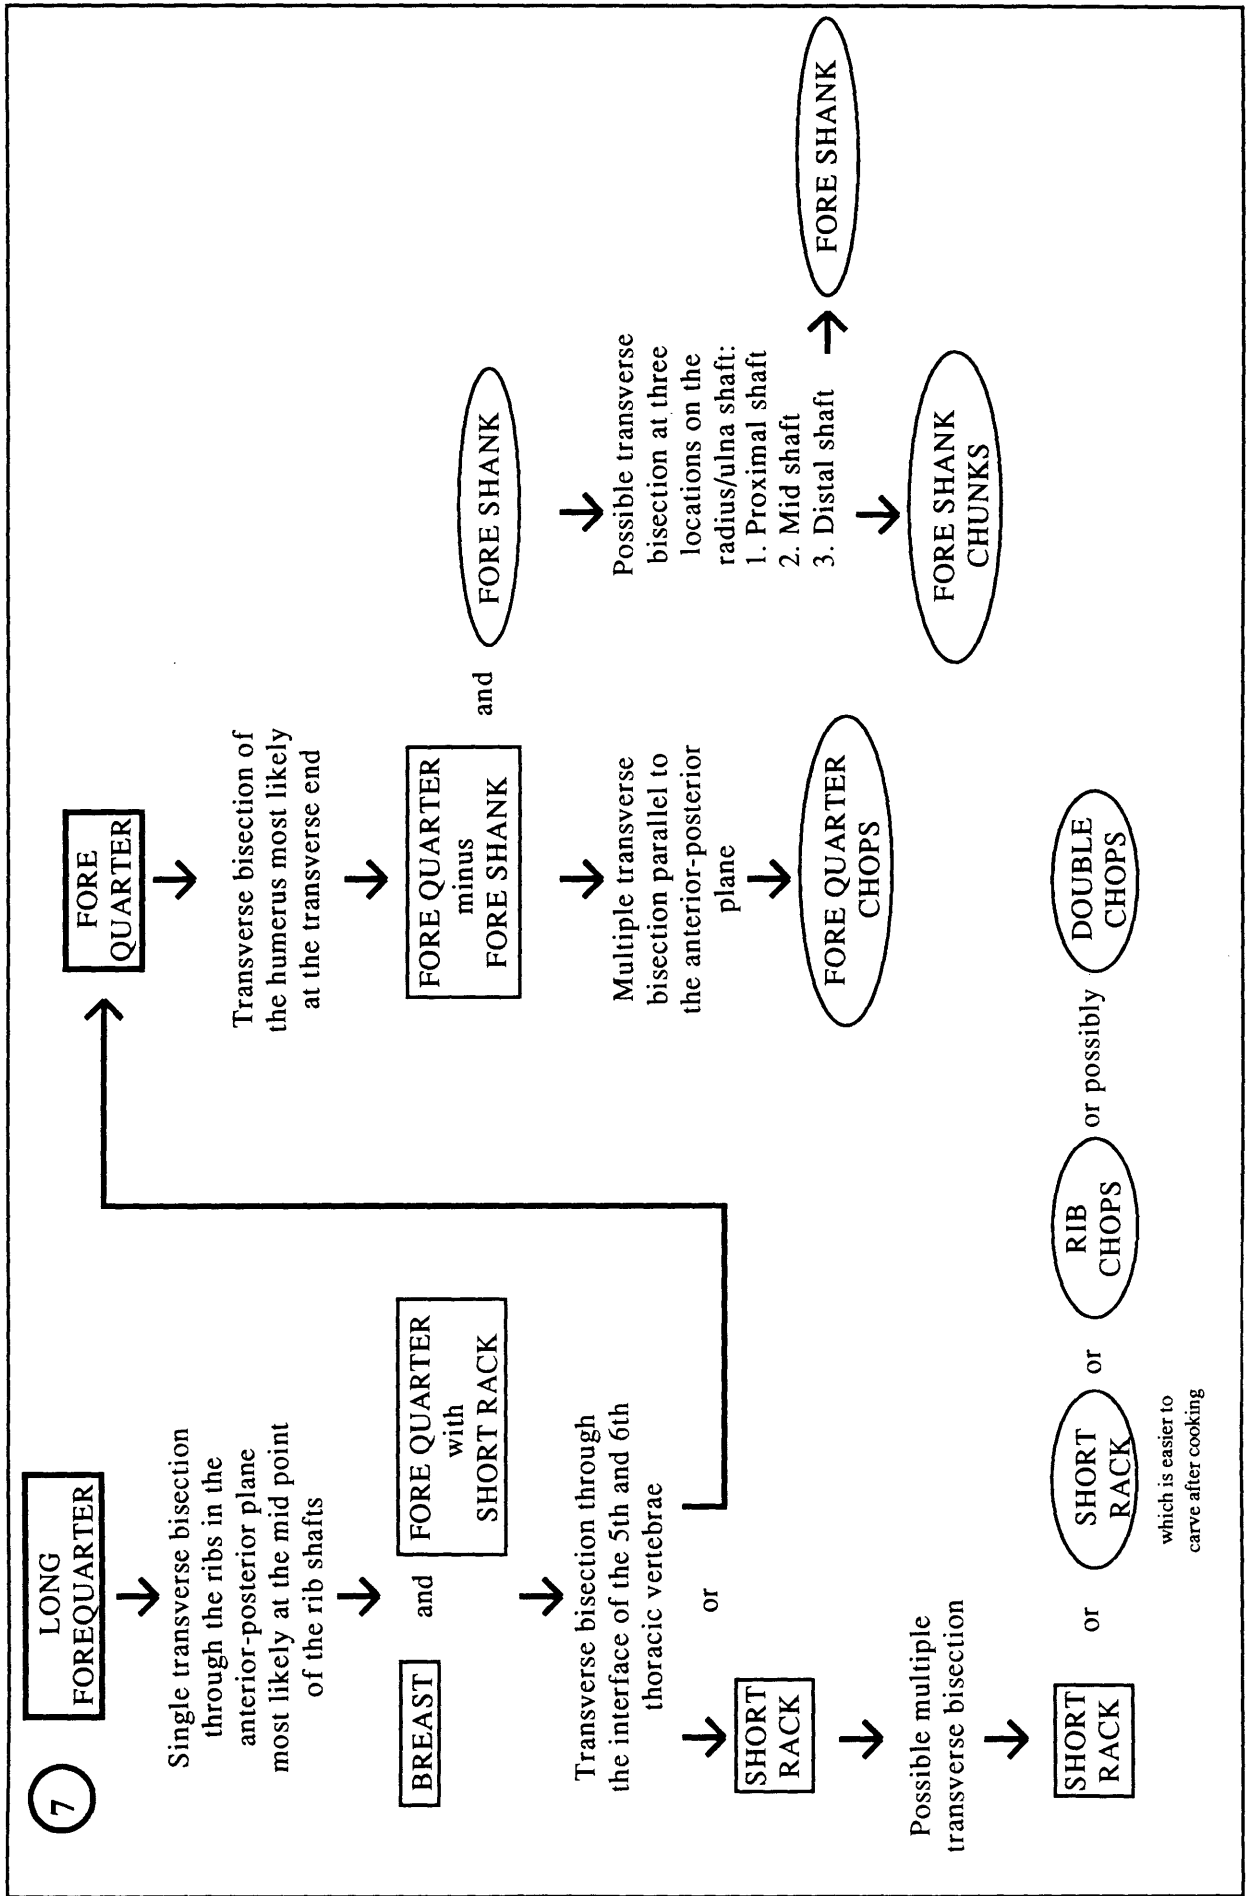 7
LONG
FOREQUARTER
Single transverse bisection
through the ribs in the
anterior-posterior plane
most likely at the mid point
of the rib shafts
BREAST
and
FORE QUARTER
with
SHORT RACK
Transverse bisection through
the interface of the 5th and 6th
thoracic vertebrae
or
SHORT
RACK
Possible multiple
transverse bisection
SHORT
RACK
or
SHORT
RACK
which is easier to
carve after cooking
or
RIB
CHOPS
or possibly
DOUBLE
CHOPS
FORE
QUARTER
Transverse bisection of
the humerus most likely
at the transverse end
FORE QUARTER
minus
FORE SHANK
and
FORE SHANK
Multiple transverse
bisection parallel to
the anterior-posterior
plane
FORE QUARTER
CHOPS
Possible transverse
bisection at three
locations on the
radius/ulna shaft:
1. Proximal shaft
2. Mid shaft
3. Distal shaft
FORE SHANK
CHUNKS
FORE SHANK